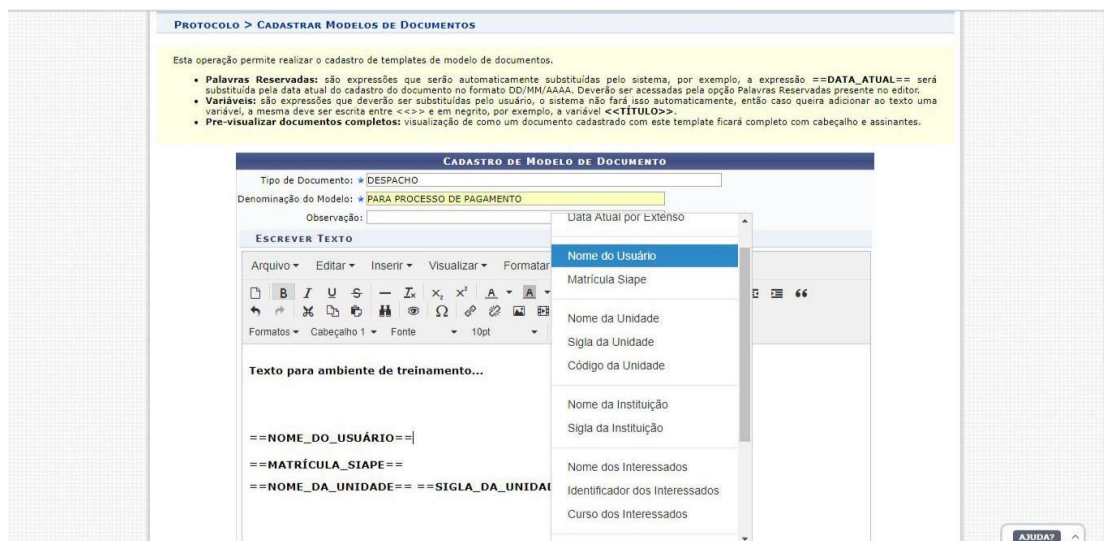 PROTOCOLO > CADASTRAR MODELOS DE DOCUMENTOS
Esta operação permite realizar o cadastro de templates de modelo de documentos.
• Palavras Reservadas: são expressões que serão automaticamente substituídas pelo sistema, por exemplo, a expressão ==DATA_ATUAL== será
substituída pela data atual do cadastro do documento no formato DD/MM/AAAA. Deverão ser acessadas pela opção Palavras Reservadas presente no editor.
• Variáveis: são expressões que deverão ser substituídas pelo usuário, o sistema não fará isso automaticamente, então caso queira adicionar ao texto uma
variável, a mesma deve ser escrita entre <<>> e em negrito, por exemplo, a variável <<TÍTULO>>.
• Pre-visualizar documentos completos: visualização de como um documento cadastrado com este template ficará completo com cabeçalho e assinantes.
CADASTRO DE MODELO DE DOCUMENTO
Tipo de Documento: DESPACHO
Denominação do Modelo: PARA PROCESSO DE PAGAMENTO
Observação:
Data Atual por Extenso
ESCREVER TEXTO
Nome do Usuário
Arquivo Editar Inserir Visualizar Formatar
Matrícula Siape
Nome da Unidade
Formatos Cabeçalho 1 Fonte 10pt
Sigla da Unidade
Código da Unidade
Texto para ambiente de treinamento...
Nome da Instituição
Sigla da Instituição
==NOME_DO_USUÁRIO==
==MATRÍCULA_SIAPE==
Nome dos Interessados
==NOME_DA_UNIDADE== ==SIGLA_DA_UNIDAD
Identificador dos Interessados
Curso dos Interessados
AJUDA?